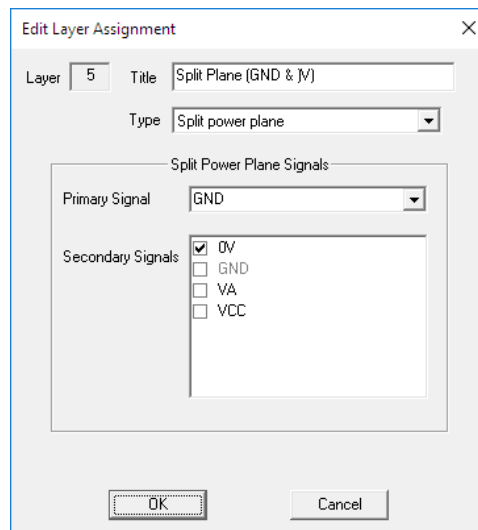 Edit Layer Assignment
Layer 5 Title Split Plane (GND & )V)
Type Split power plane
Split Power Plane Signals
Primary Signal GND
Secondary Signals
0V
GND
VA
VCC
OK Cancel